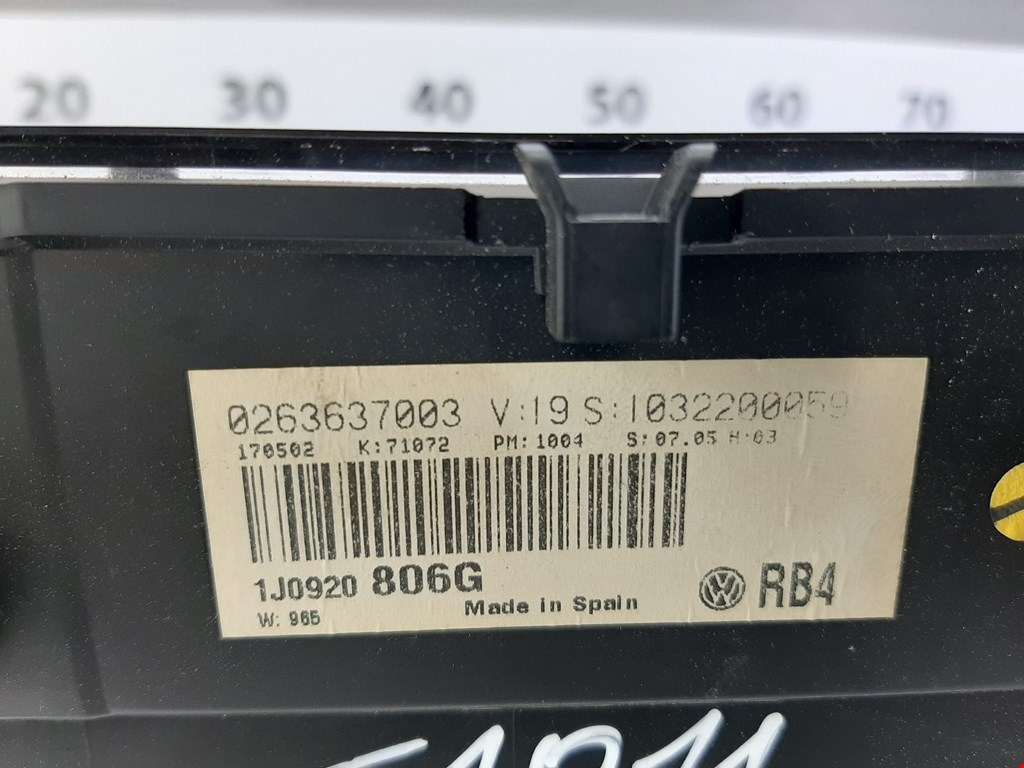 20 30 40 50 60 70
0263637003 V:19 S:1032200059
170502 K:71072 PM:1004 S:07.05 H:03
1J0920 806G
Made in Spain
RB4
W: 965